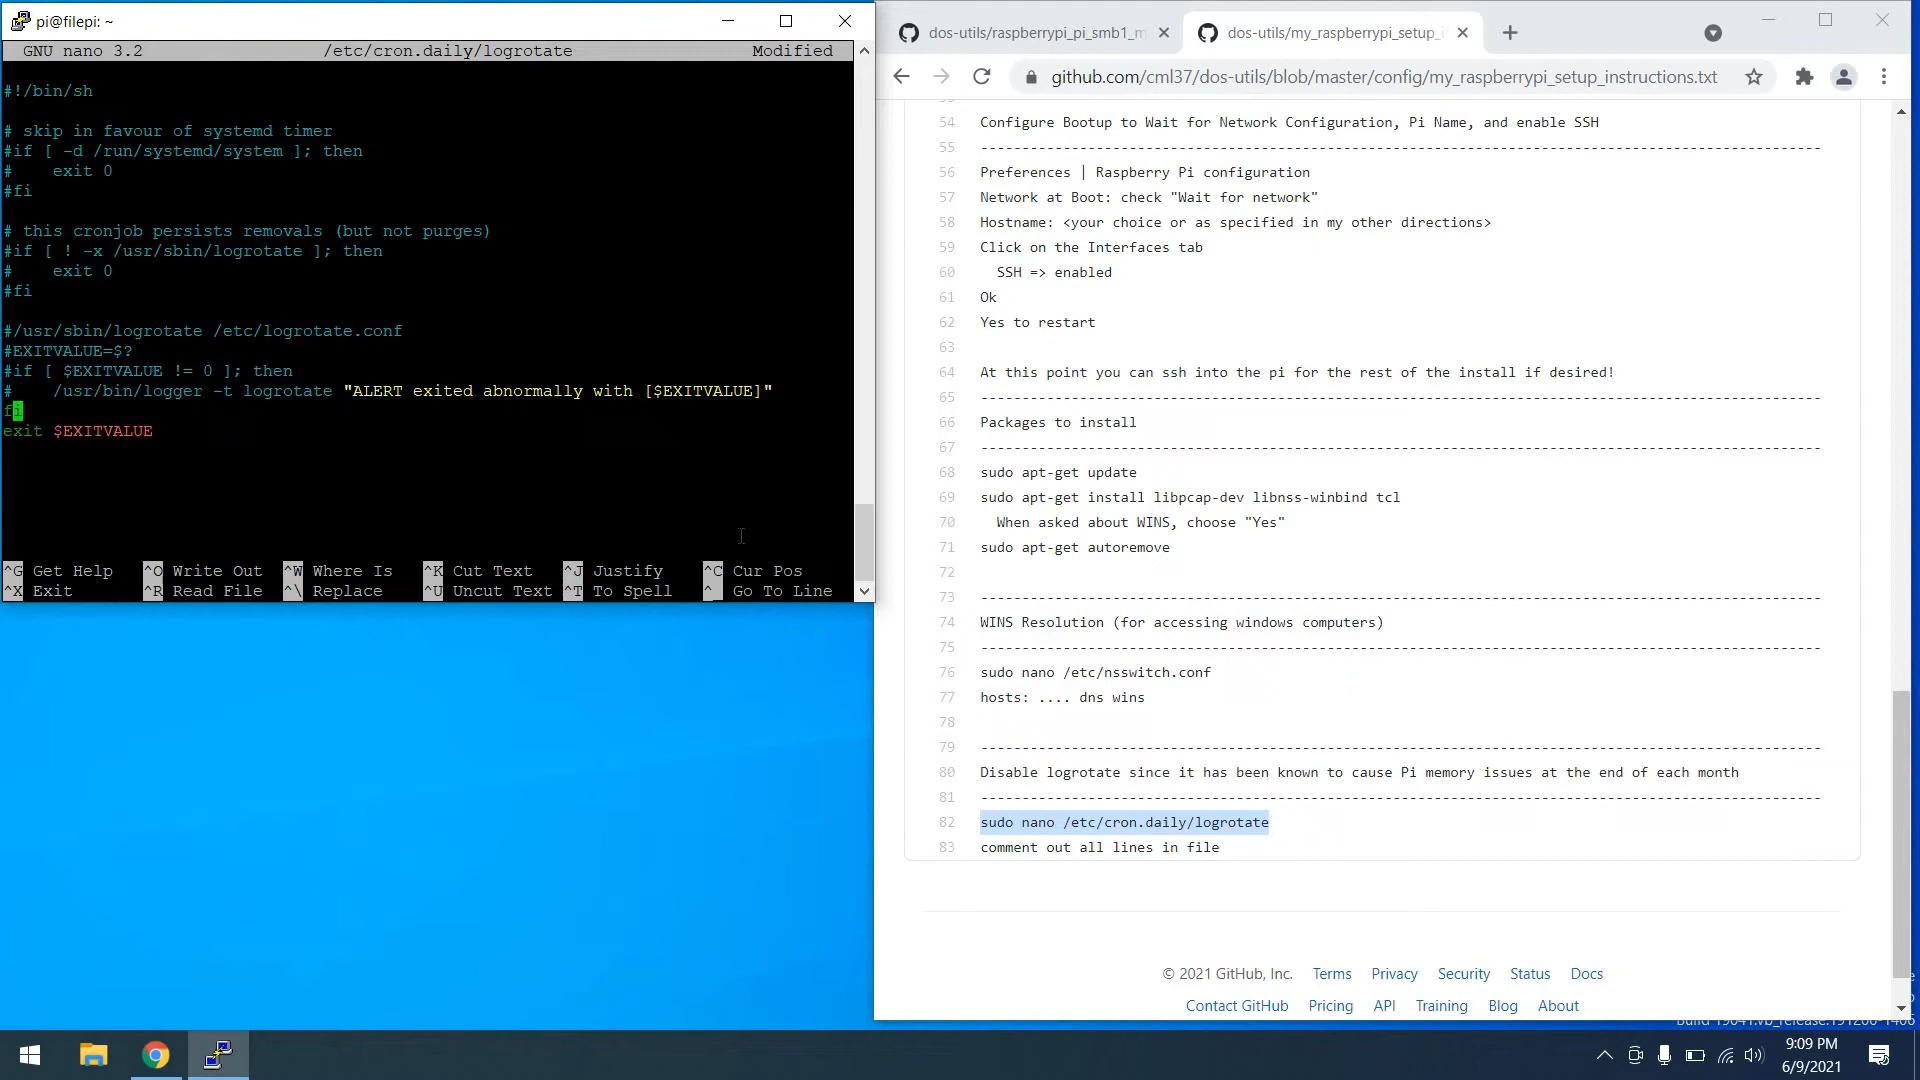 pi@filepi: ~
GNU nano 3.2 /etc/cron.daily/logrotate Modified
#!/bin/sh
# skip in favour of systemd timer
#if [ -d /run/systemd/system ]; then
# exit 0
#fi
# this cronjob persists removals (but not purges)
#if [ ! -x /usr/sbin/logrotate ]; then
# exit 0
#fi
#/usr/sbin/logrotate /etc/logrotate.conf
#EXITVALUE=$?
#if [ $EXITVALUE != 0 ]; then
# /usr/bin/logger -t logrotate "ALERT exited abnormally with [$EXITVALUE]"
fi
exit $EXITVALUE
^G Get Help ^O Write Out ^W Where Is ^K Cut Text ^J Justify ^C Cur Pos
^X Exit ^R Read File ^\ Replace ^U Uncut Text ^T To Spell ^_ Go To Line
dos-utils/raspberrypi_pi_smb1_m
dos-utils/my_raspberrypi_setup_i
github.com/cml37/dos-utils/blob/master/config/my_raspberrypi_setup_instructions.txt
54 Configure Bootup to Wait for Network Configuration, Pi Name, and enable SSH
55 ------------------------------------------------------------------------------------------------------
56 Preferences | Raspberry Pi configuration
57 Network at Boot: check "Wait for network"
58 Hostname: <your choice or as specified in my other directions>
59 Click on the Interfaces tab
60 SSH => enabled
61 Ok
62 Yes to restart
63
64 At this point you can ssh into the pi for the rest of the install if desired!
65 ------------------------------------------------------------------------------------------------------
66 Packages to install
67 ------------------------------------------------------------------------------------------------------
68 sudo apt-get update
69 sudo apt-get install libpcap-dev libnss-winbind tcl
70 When asked about WINS, choose "Yes"
71 sudo apt-get autoremove
72
73 ------------------------------------------------------------------------------------------------------
74 WINS Resolution (for accessing windows computers)
75 ------------------------------------------------------------------------------------------------------
76 sudo nano /etc/nsswitch.conf
77 hosts: .... dns wins
78
79 ------------------------------------------------------------------------------------------------------
80 Disable logrotate since it has been known to cause Pi memory issues at the end of each month
81 ------------------------------------------------------------------------------------------------------
82 sudo nano /etc/cron.daily/logrotate
83 comment out all lines in file
© 2021 GitHub, Inc. Terms Privacy Security Status Docs
Contact GitHub Pricing API Training Blog About
9:09 PM
6/9/2021